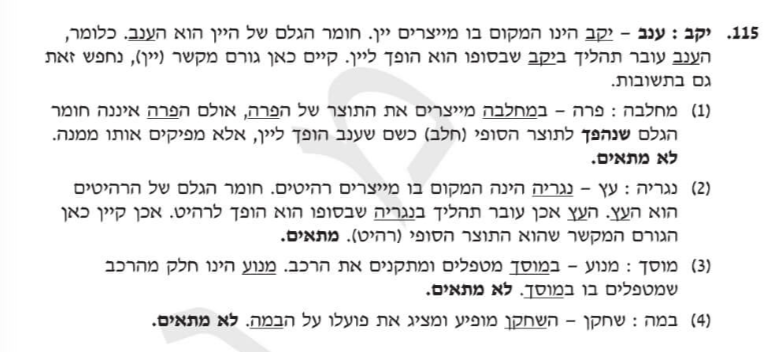 115. יקב : ענב – יקב הינו המקום בו מייצרים יין. חומר הגלם של היין הוא הענב. כלומר,
הענב עובר תהליך ביקב שבסופו הוא הופך ליין. קיים כאן גורם מקשר (יין), נחפש זאת
גם בתשובות.
(1) מחלבה : פרה – במחלבה מייצרים את התוצר של הפרה, אולם הפרה איננה חומר
הגלם שנהפך לתוצר הסופי (חלב) כשם שענב הופך ליין, אלא מפיקים אותו ממנה.
לא מתאים.
(2) נגריה : עץ – נגריה הינה המקום בו מייצרים רהיטים. חומר הגלם של הרהיטים
הוא העץ. העץ אכן עובר תהליך בנגריה שבסופו הוא הופך לרהיט. אכן קיין כאן
הגורם המקשר שהוא התוצר הסופי (רהיט). מתאים.
(3) מוסך : מנוע – במוסך מטפלים ומתקנים את הרכב. מנוע הינו חלק מהרכב
שמטפלים בו במוסך. לא מתאים.
(4) במה : שחקן – השחקן מופיע ומציג את פועלו על הבמה. לא מתאים.